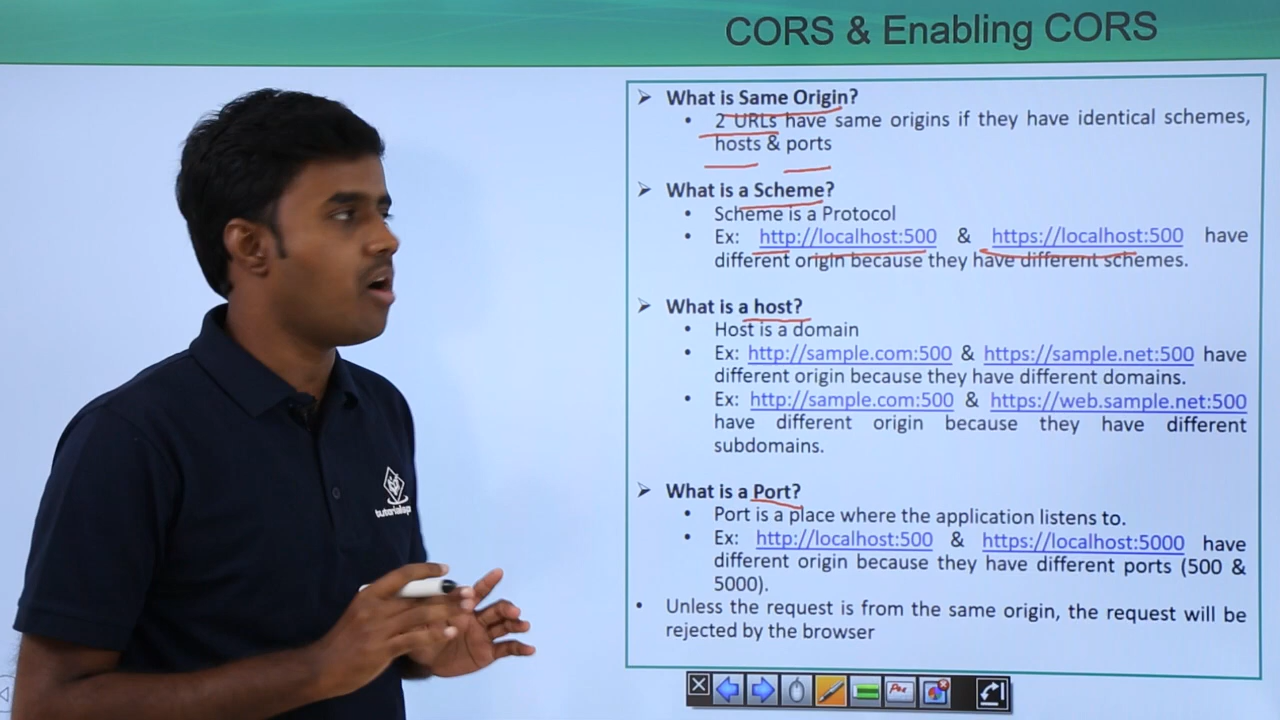 CORS & Enabling CORS
➤ What is Same Origin?
• 2 URLs have same origins if they have identical schemes,
hosts & ports
➤ What is a Scheme?
• Scheme is a Protocol
• Ex: http://localhost:500 & https://localhost:500 have
different origin because they have different schemes.
➤ What is a host?
• Host is a domain
• Ex: http://sample.com:500 & https://sample.net:500 have
different origin because they have different domains.
• Ex: http://sample.com:500 & https://web.sample.net:500
have different origin because they have different
subdomains.
➤ What is a Port?
• Port is a place where the application listens to.
• Ex: http://localhost:500 & https://localhost:5000 have
different origin because they have different ports (500 &
5000).
• Unless the request is from the same origin, the request will be
rejected by the browser